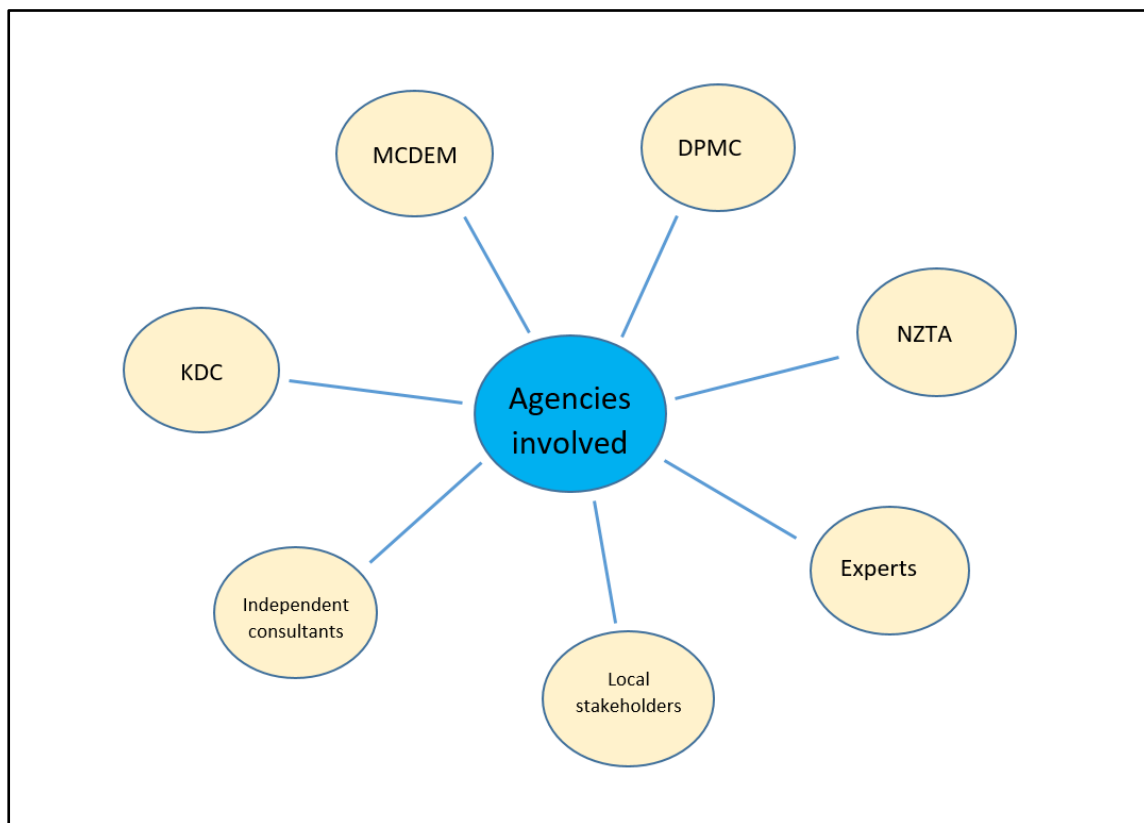 MCDEM
DPMC
NZTA
KDC
Agencies
involved
Experts
Independent
consultants
Local
stakeholders